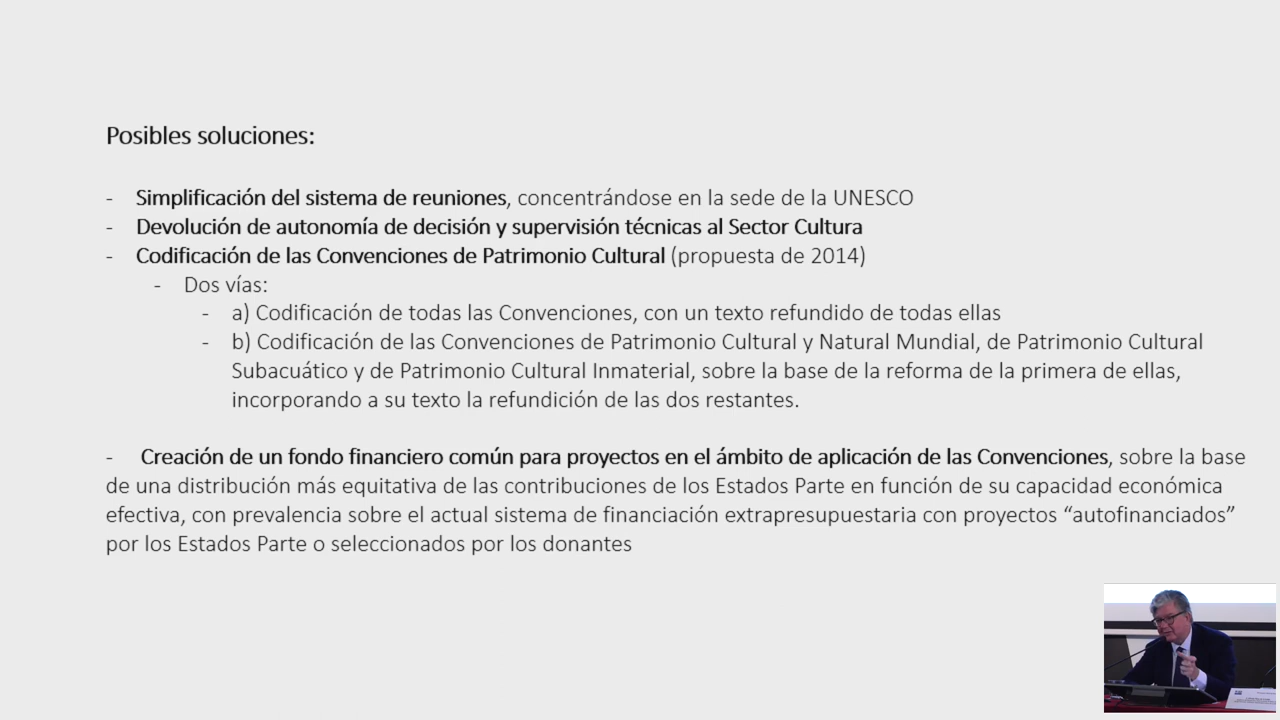 Posibles soluciones:
- Simplificación del sistema de reuniones, concentrándose en la sede de la UNESCO
- Devolución de autonomía de decisión y supervisión técnicas al Sector Cultura
- Codificación de las Convenciones de Patrimonio Cultural (propuesta de 2014)
- Dos vías:
- a) Codificación de todas las Convenciones, con un texto refundido de todas ellas
- b) Codificación de las Convenciones de Patrimonio Cultural y Natural Mundial, de Patrimonio Cultural
Subacuático y de Patrimonio Cultural Inmaterial, sobre la base de la reforma de la primera de ellas,
incorporando a su texto la refundición de las dos restantes.
- Creación de un fondo financiero común para proyectos en el ámbito de aplicación de las Convenciones, sobre la base
de una distribución más equitativa de las contribuciones de los Estados Parte en función de su capacidad económica
efectiva, con prevalencia sobre el actual sistema de financiación extrapresupuestaria con proyectos “autofinanciados”
por los Estados Parte o seleccionados por los donantes